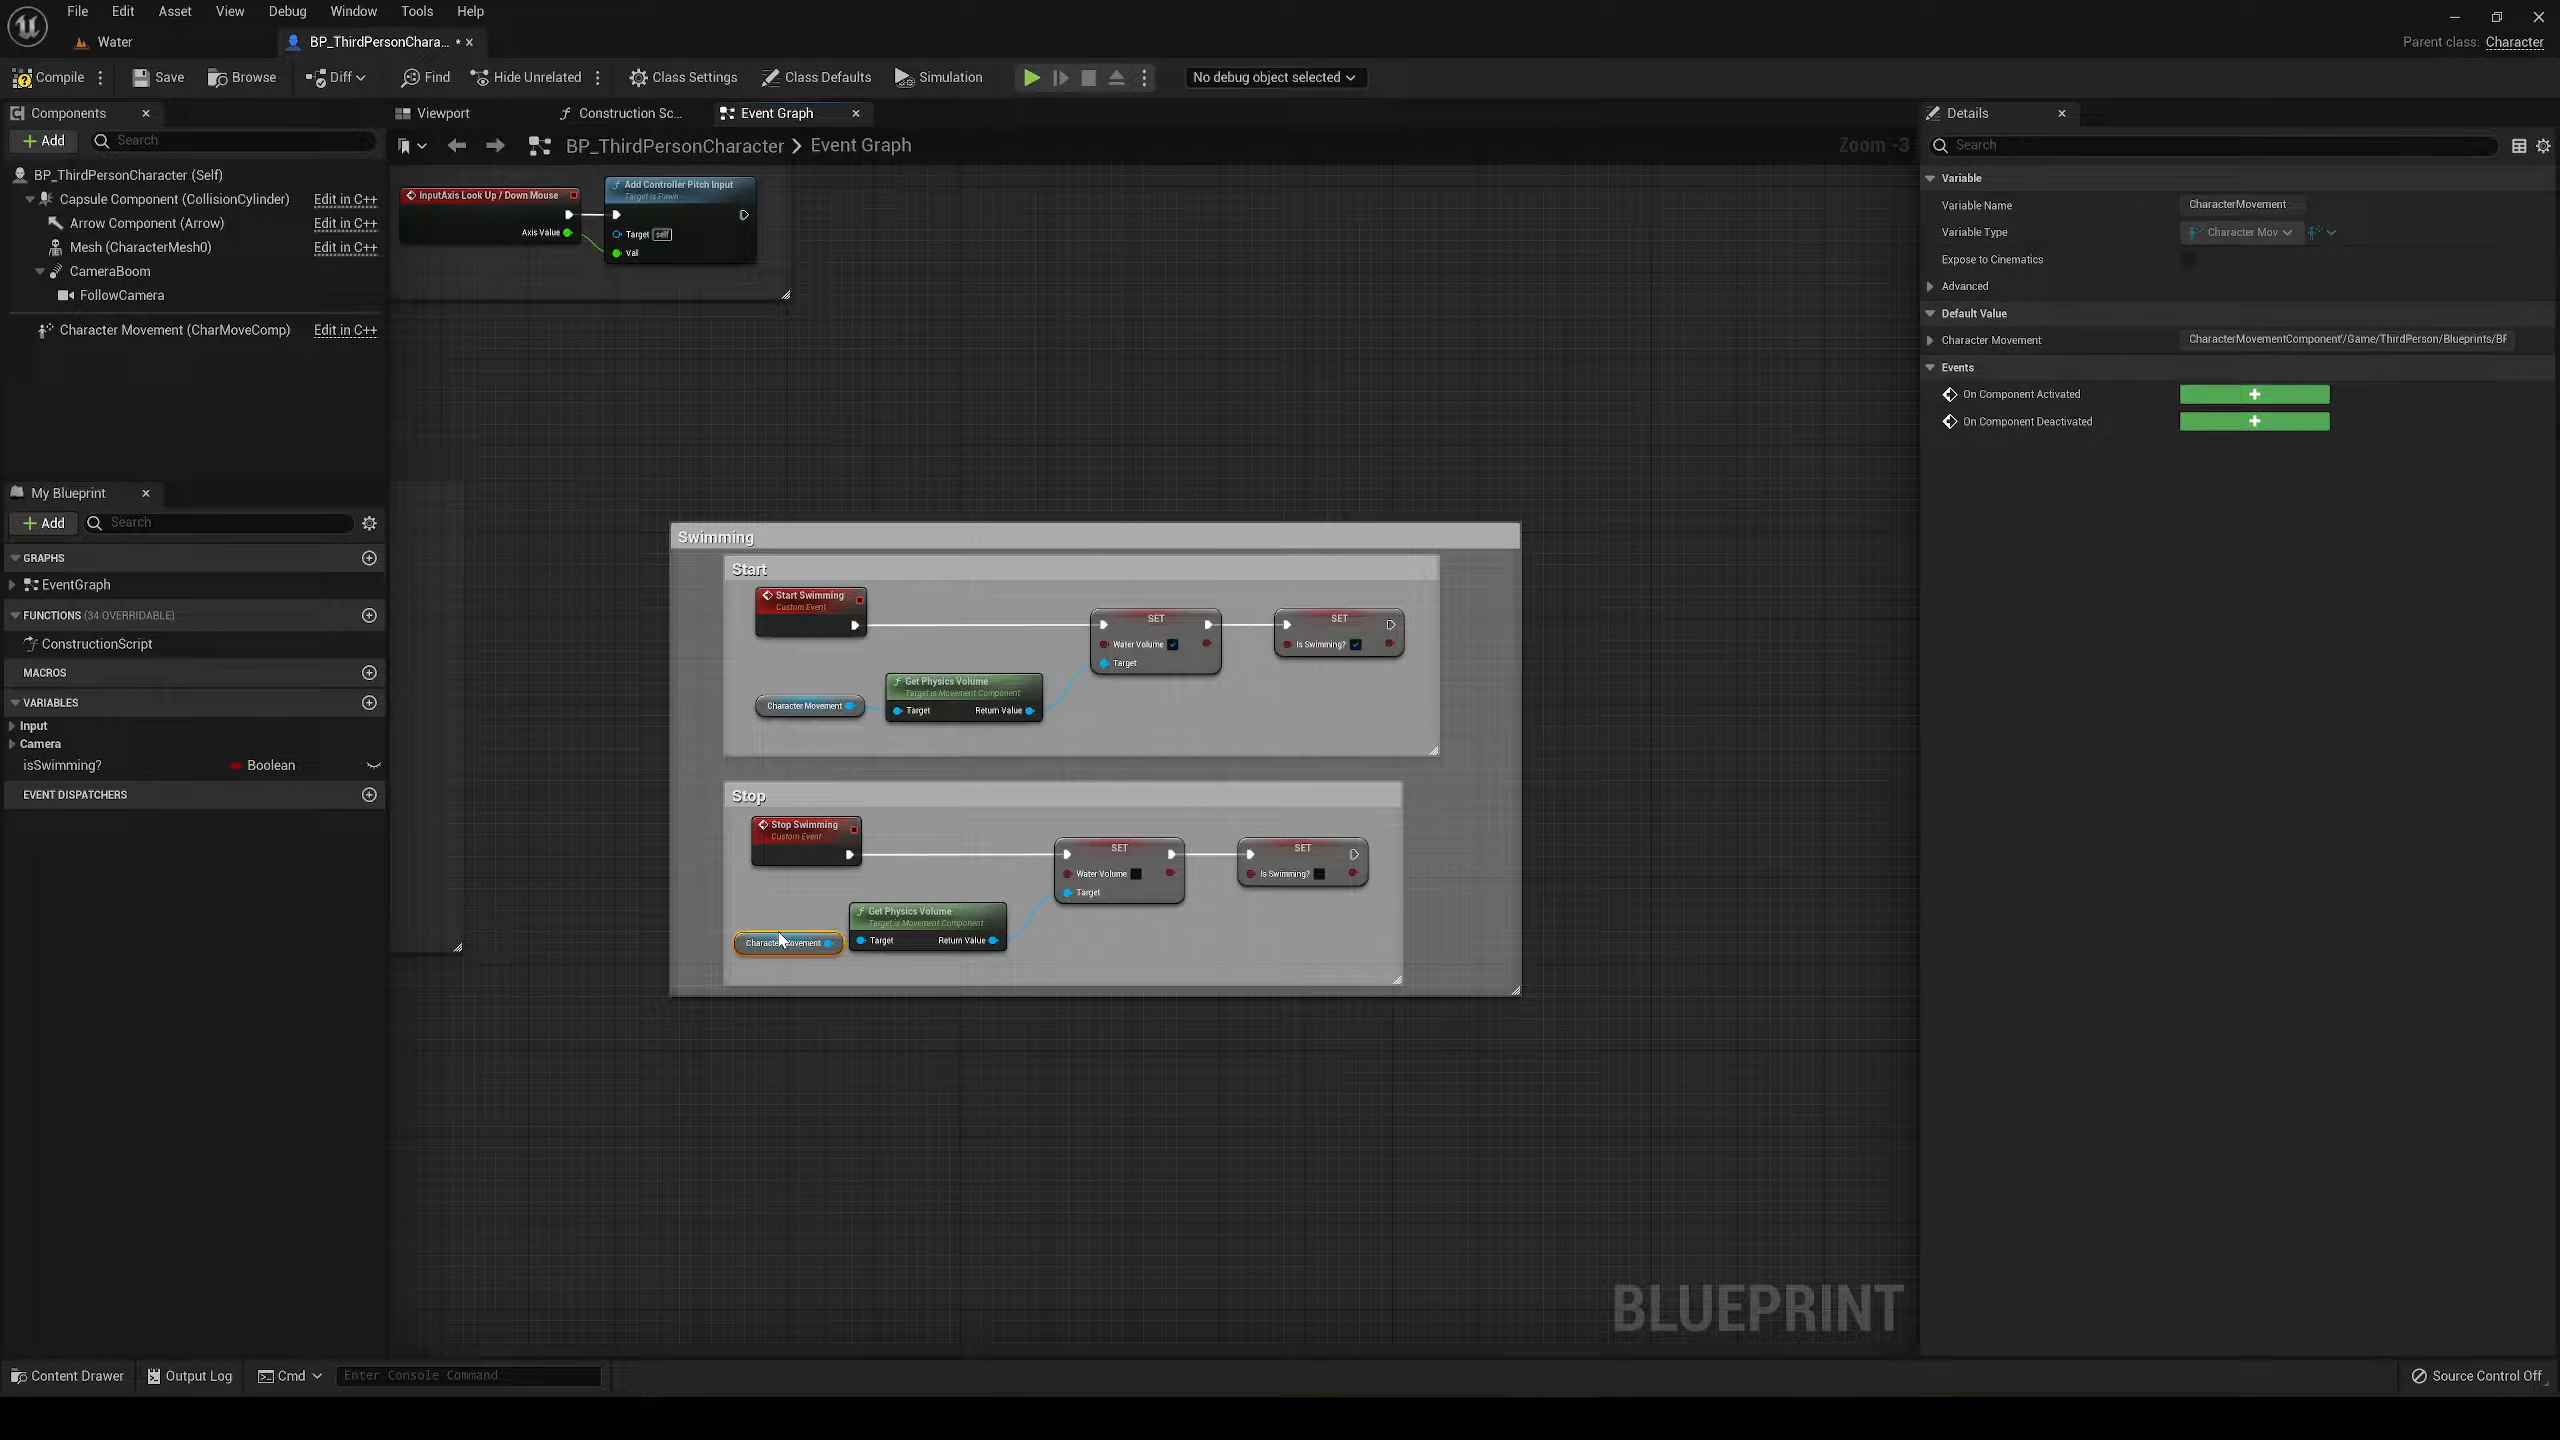 File Edit Asset View Debug Window Tools Help
Water
BP_ThirdPersonChara... •
Parent class: Character
Compile
Save
Browse
Diff
Find
Hide Unrelated
Class Settings
Class Defaults
Simulation
No debug object selected
Components
Add
Search
BP_ThirdPersonCharacter (Self)
Capsule Component (CollisionCylinder) Edit in C++
Arrow Component (Arrow) Edit in C++
Mesh (CharacterMesh0) Edit in C++
CameraBoom
FollowCamera
Character Movement (CharMoveComp) Edit in C++
My Blueprint
Add
Search
GRAPHS
EventGraph
FUNCTIONS (34 OVERRIDABLE)
ConstructionScript
MACROS
VARIABLES
Input
Camera
isSwimming? Boolean
EVENT DISPATCHERS
Viewport
Construction Sc...
Event Graph
BP_ThirdPersonCharacter > Event Graph
Zoom -3
InputAxis Look Up / Down Mouse
Axis Value
Add Controller Pitch Input
Target is Pawn
Target self
Val
Swimming
Start
Start Swimming
Custom Event
SET
Water Volume
Target
SET
Is Swimming?
Character Movement
Get Physics Volume
Target is Movement Component
Target Return Value
Stop
Stop Swimming
Custom Event
SET
Water Volume
Target
SET
Is Swimming?
Character Movement
Get Physics Volume
Target is Movement Component
Target Return Value
BLUEPRINT
Details
Search
Variable
Variable Name CharacterMovement
Variable Type Character Mov
Expose to Cinematics
Advanced
Default Value
Character Movement CharacterMovementComponent'/Game/ThirdPerson/Blueprints/BF
Events
On Component Activated
On Component Deactivated
Content Drawer
Output Log
Cmd
Enter Console Command
Source Control Off